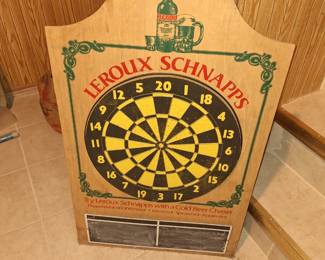 LEROUX
LEROUX SCHNAPPS
12 5 20 1 18
9 4
14 13
11 6
8 10
16 15
7 2
19 3 17
Try Leroux Schnapps with a Cold Beer Chaser